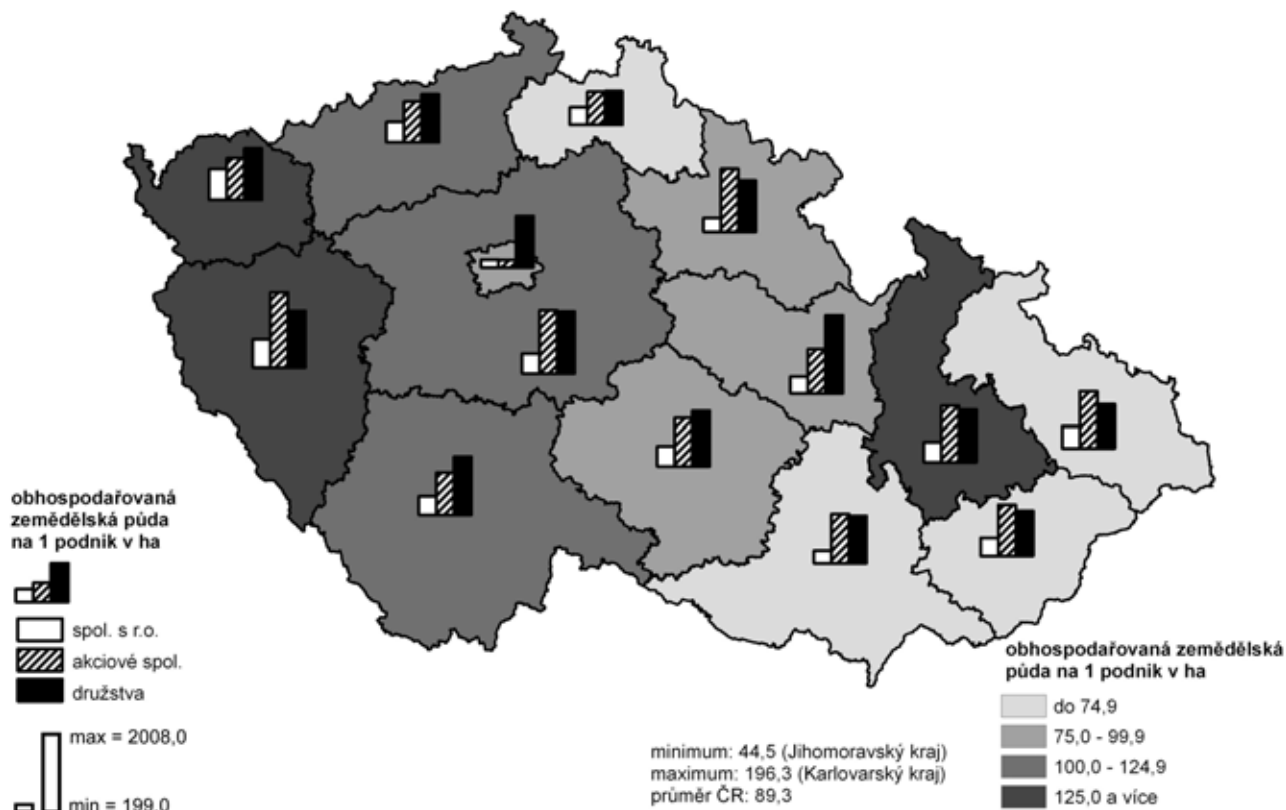 obhospodařovaná
zemědělská půda
na 1 podnik v ha
spol. s r.o.
akciové spol.
družstva
max = 2008,0
min = 199,0
minimum: 44,5 (Jihomoravský kraj)
maximum: 196,3 (Karlovarský kraj)
průměr ČR: 89,3
obhospodařovaná zemědělská
půda na 1 podnik v ha
do 74,9
75,0 - 99,9
100,0 - 124,9
125,0 a více